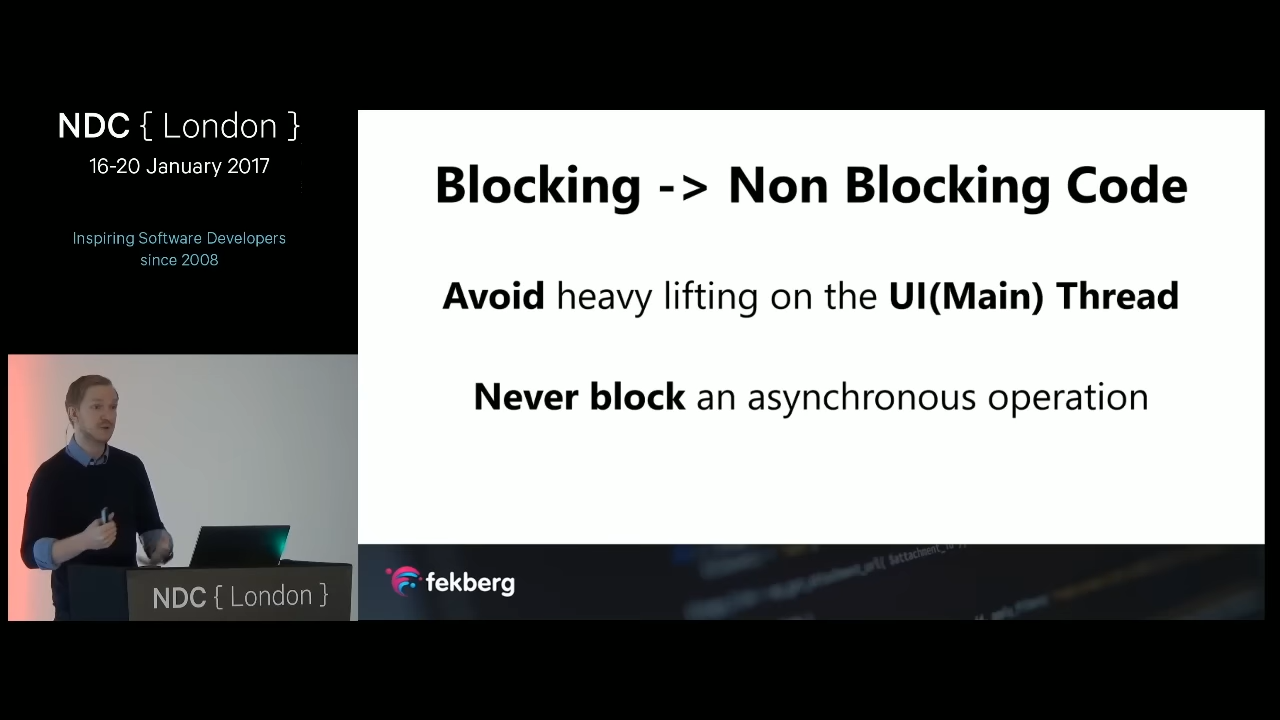 NDC { London }
16-20 January 2017
Inspiring Software Developers
since 2008
Blocking -> Non Blocking Code
Avoid heavy lifting on the UI(Main) Thread
Never block an asynchronous operation
fekberg
NDC { London }